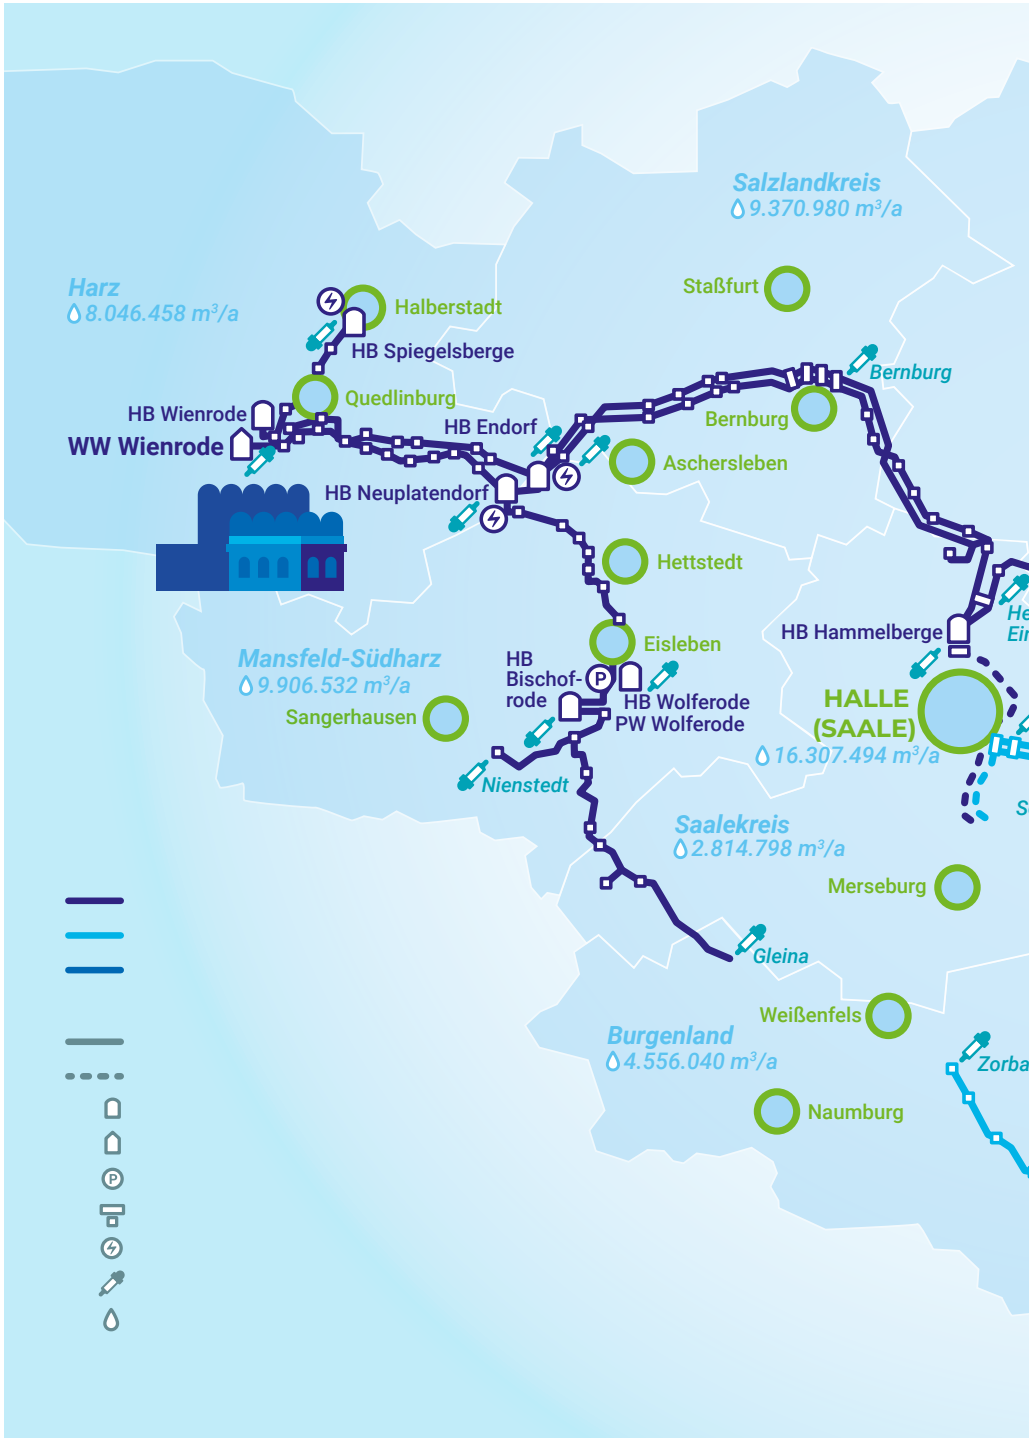 Salzlandkreis
9.370.980 m³/a
Staßfurt
Harz
8.046.458 m³/a
Halberstadt
HB Spiegelsberge
Bernburg
Quedlinburg
HB Wienrode
WW Wienrode
HB Endorf
Bernburg
Aschersleben
HB Neuplatendorf
Hettstedt
He
Eir
HB Hammelberge
Eisleben
Mansfeld-Südharz
9.906.532 m³/a
Sangerhausen
HB
Bischof-
rode
P
HB Wolferode
PW Wolferode
HALLE
(SAALE)
16.307.494 m³/a
Nienstedt
Saalekreis
2.814.798 m³/a
Merseburg
Gleina
Weißenfels
Burgenland
4.556.040 m³/a
Zorba
Naumburg
P